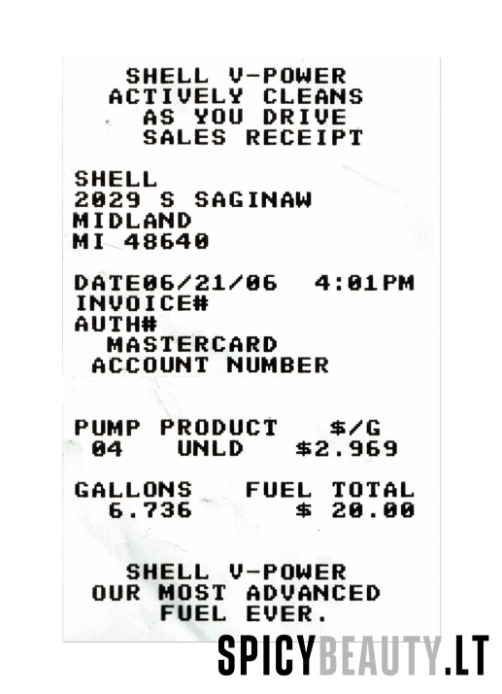 SHELL V-POWER
ACTIVELY CLEANS
AS YOU DRIVE
SALES RECEIPT
SHELL
2029 S SAGINAW
MIDLAND
MI 48640
DATE06/21/06 4:01PM
INVOICE#
AUTH#
MASTERCARD
ACCOUNT NUMBER
PUMP PRODUCT $/G
04 UNLD $2.969
GALLONS FUEL TOTAL
6.736 $ 20.00
SHELL V-POWER
OUR MOST ADVANCED
FUEL EVER.
SPICYBEAUTY.LT